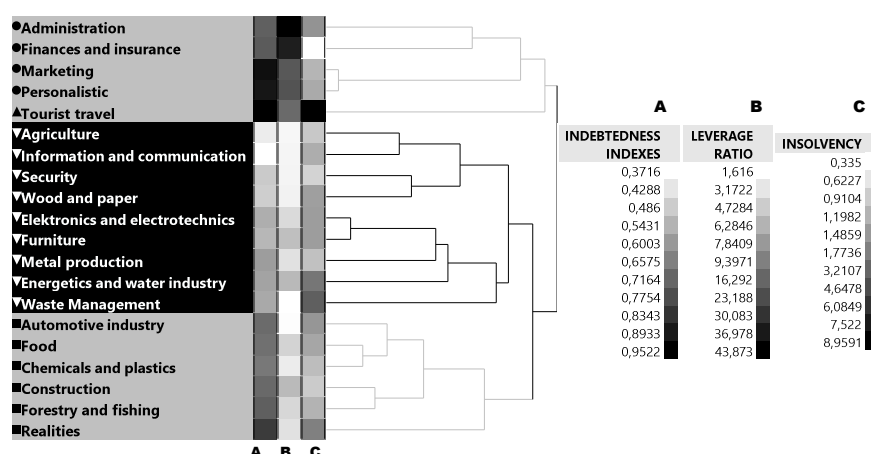 Administration
Finances and insurance
Marketing
Personalistic
Tourist travel
Agriculture
Information and communication
Security
Wood and paper
Elektronics and electrotechnics
Furniture
Metal production
Energetics and water industry
Waste Management
Automotive industry
Food
Chemicals and plastics
Construction
Forestry and fishing
Realities
A B C
A
INDEBTEDNESS
INDEXES
0,3716
0,4288
0,486
0,5431
0,6003
0,6575
0,7164
0,7754
0,8343
0,8933
0,9522
B
LEVERAGE
RATIO
1,616
3,1722
4,7284
6,2846
7,8409
9,3971
16,292
23,188
30,083
36,978
43,873
C
INSOLVENCY
0,335
0,6227
0,9104
1,1982
1,4859
1,7736
3,2107
4,6478
6,0849
7,522
8,9591